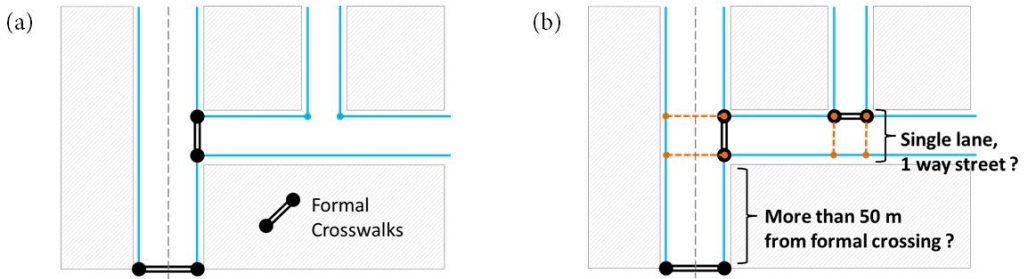 (a)
Formal
Crosswalks
(b)
Single lane,
1 way street ?
More than 50 m
from formal crossing ?